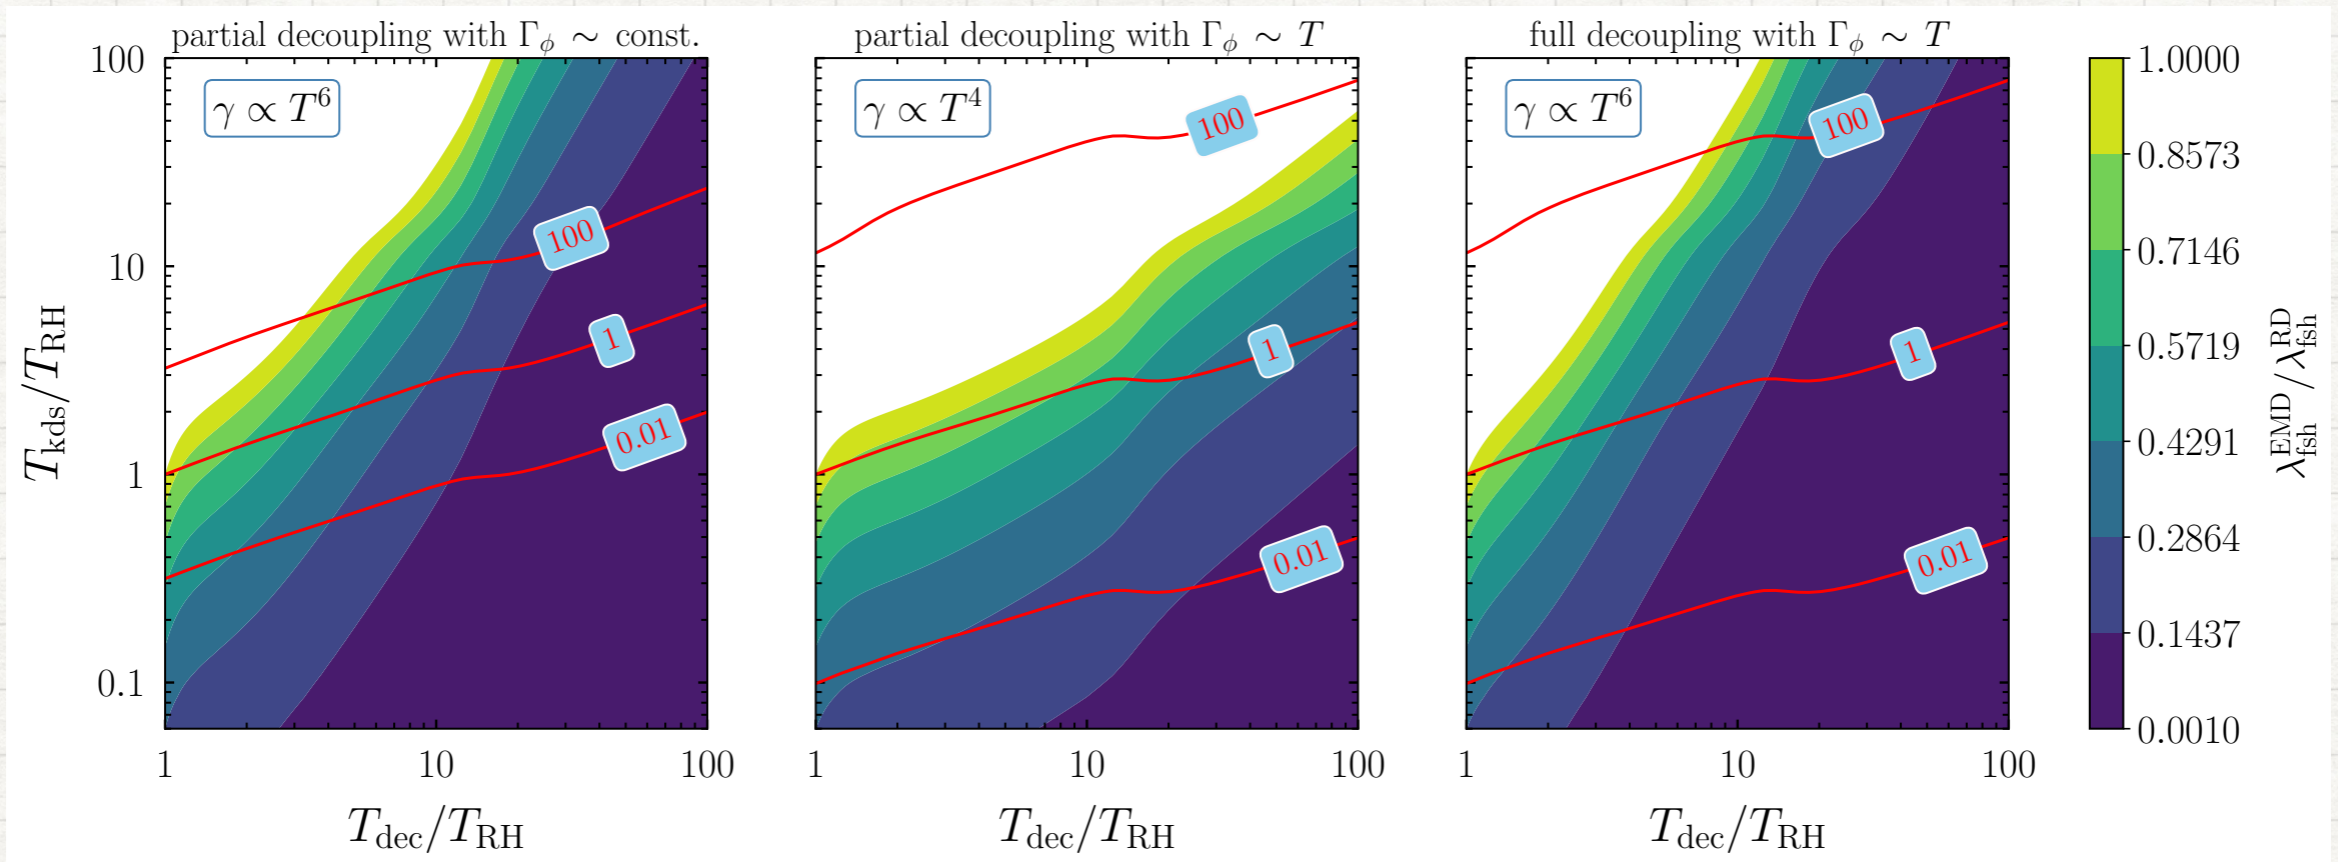 partial decoupling with Γ_ϕ ∼ const.
γ ∝ T^6
100
1
0.01
100
10
1
0.1
T_kds/T_RH
1 10 100
T_dec/T_RH
partial decoupling with Γ_ϕ ∼ T
γ ∝ T^4
100
1
0.01
1 10 100
T_dec/T_RH
full decoupling with Γ_ϕ ∼ T
γ ∝ T^6
100
1
0.01
1 10 100
T_dec/T_RH
1.0000
0.8573
0.7146
0.5719
0.4291
0.2864
0.1437
0.0010
λ_fsh^EMD/λ_fsh^RD